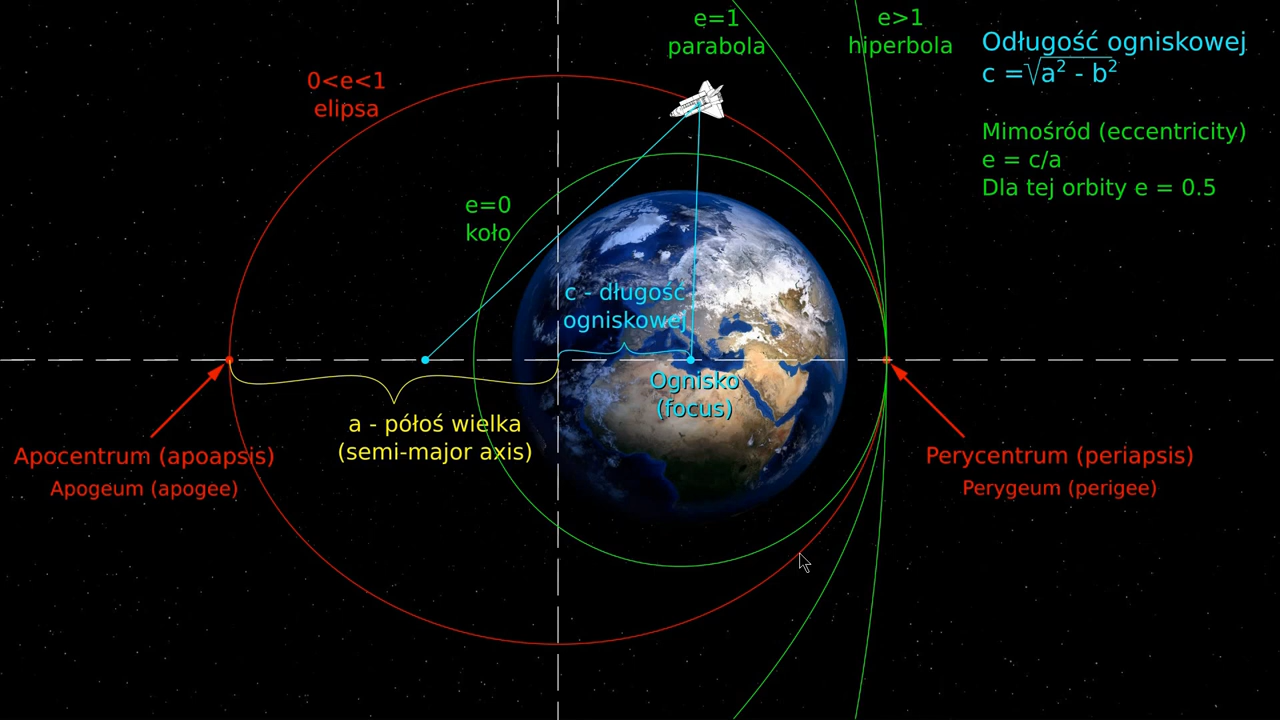 e=1
parabola
e>1
hiperbola
Odługość ogniskowej
c =√a² - b²
0<e<1
elipsa
Mimośród (eccentricity)
e = c/a
Dla tej orbity e = 0.5
e=0
koło
c - długość
ogniskowej
Ognisko
(focus)
a - półoś wielka
(semi-major axis)
Apocentrum (apoapsis)
Apogeum (apogee)
Perycentrum (periapsis)
Perygeum (perigee)